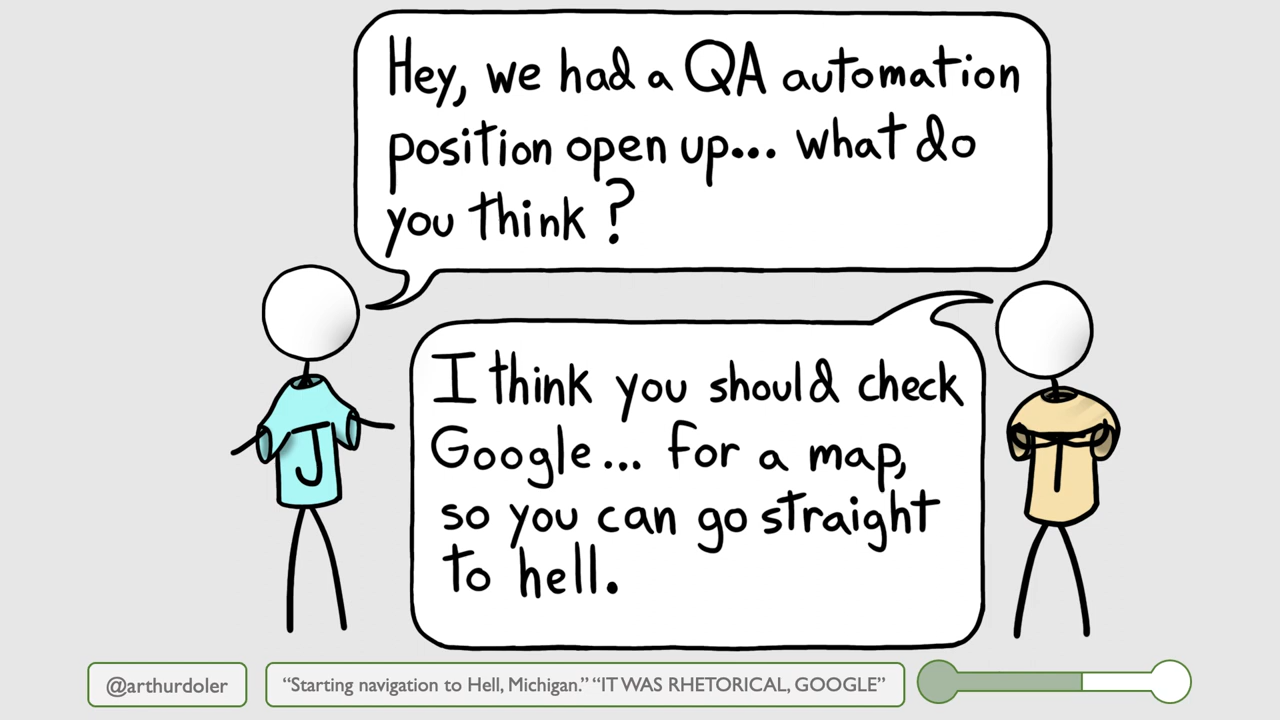 Hey, we had a QA automation
position open up... what do
you think?
I think you should check
Google... for a map,
so you can go straight
to hell.
J
T
@arthurdoler
“Starting navigation to Hell, Michigan.” “IT WAS RHETORICAL, GOOGLE”